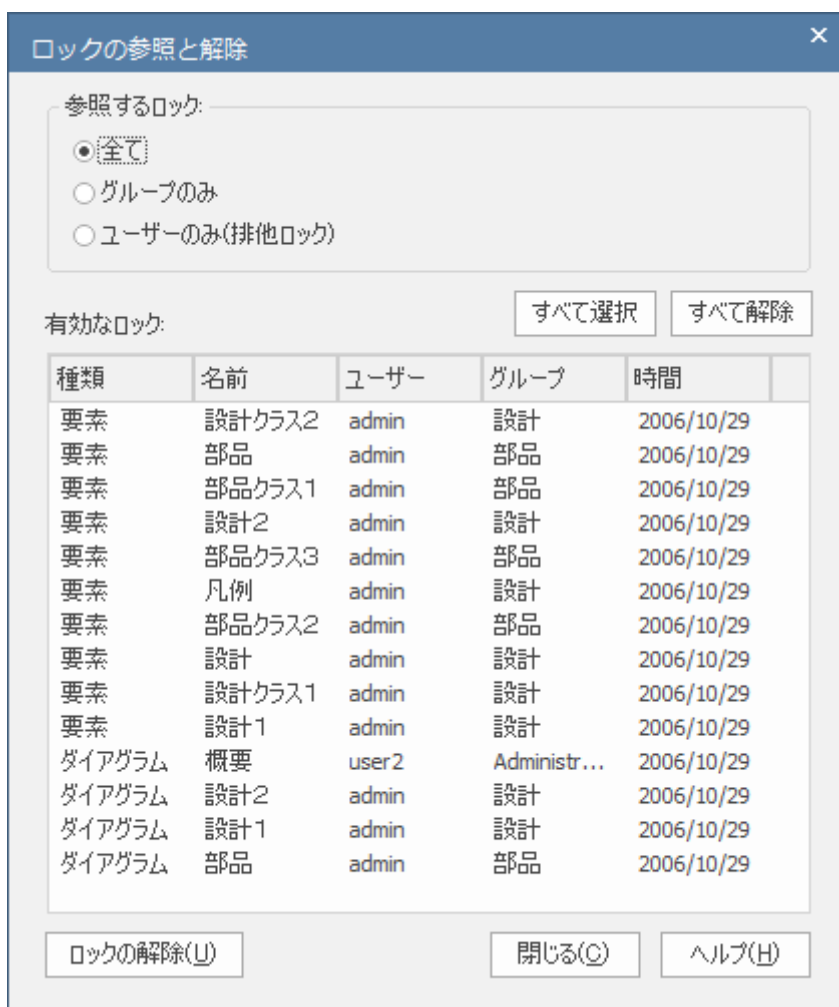 ロックの参照と解除 ×
参照するロック:
全て
グループのみ
ユーザーのみ(排他ロック)
有効なロック: すべて選択 すべて解除
種類 名前 ユーザー グループ 時間
要素 設計クラス2 admin 設計 2006/10/29
要素 部品 admin 部品 2006/10/29
要素 部品クラス1 admin 部品 2006/10/29
要素 設計2 admin 設計 2006/10/29
要素 部品クラス3 admin 部品 2006/10/29
要素 凡例 admin 設計 2006/10/29
要素 部品クラス2 admin 部品 2006/10/29
要素 設計 admin 設計 2006/10/29
要素 設計クラス1 admin 設計 2006/10/29
要素 設計1 admin 設計 2006/10/29
ダイアグラム 概要 user2 Administr... 2006/10/29
ダイアグラム 設計2 admin 設計 2006/10/29
ダイアグラム 設計1 admin 設計 2006/10/29
ダイアグラム 部品 admin 部品 2006/10/29
ロックの解除(U) 閉じる(C) ヘルプ(H)